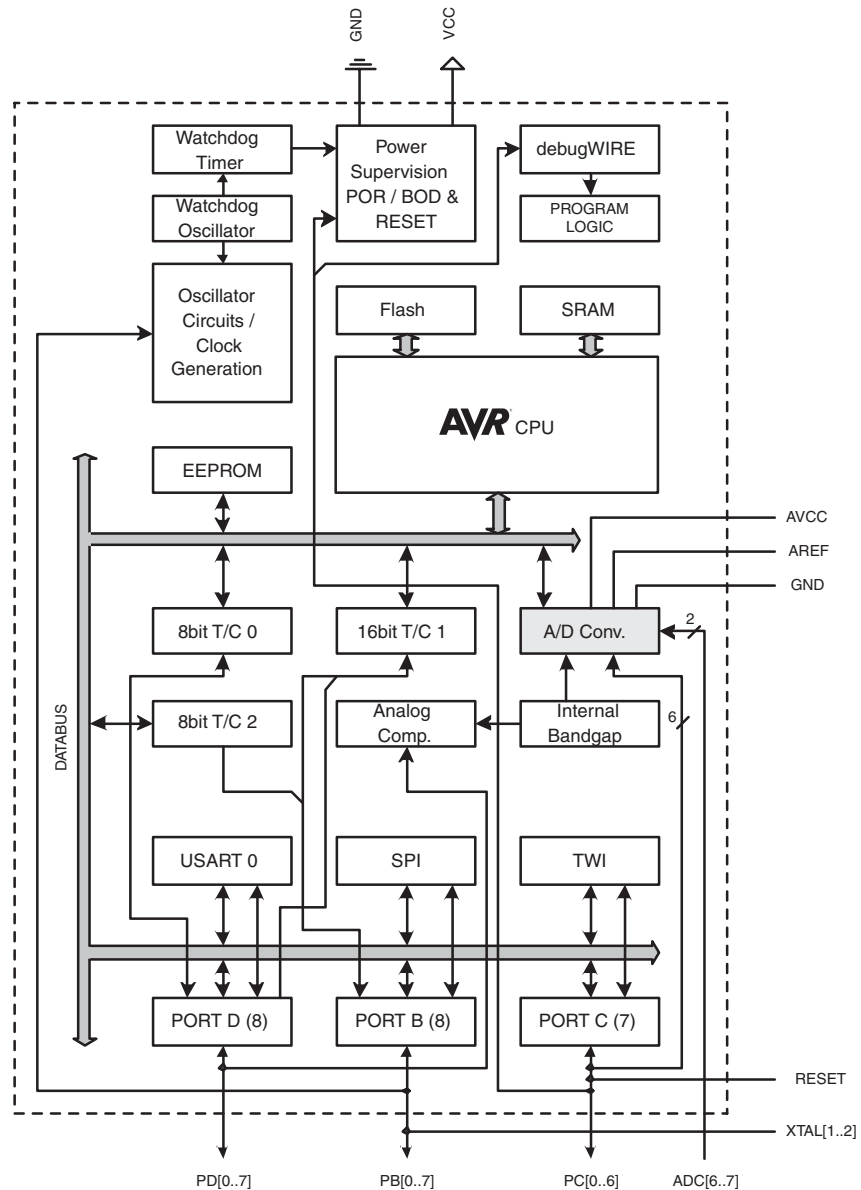 GND
VCC
Watchdog
Timer
Power
Supervision
POR / BOD &
RESET
debugWIRE
Watchdog
Oscillator
PROGRAM
LOGIC
Oscillator
Circuits /
Clock
Generation
Flash
SRAM
AVR CPU
EEPROM
AVCC
AREF
GND
8bit T/C 0
16bit T/C 1
A/D Conv.
2
8bit T/C 2
Analog
Comp.
Internal
Bandgap
6
DATABUS
USART 0
SPI
TWI
PORT D (8)
PORT B (8)
PORT C (7)
RESET
XTAL[1..2]
PD[0..7]
PB[0..7]
PC[0..6]
ADC[6..7]